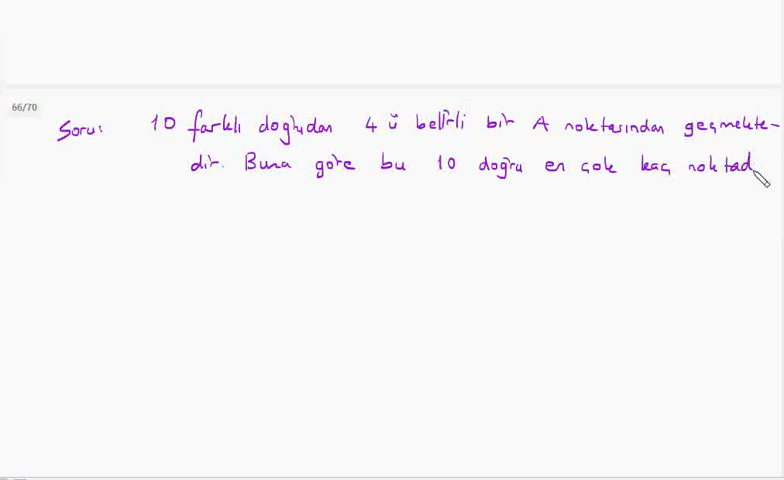 66/70
Soru: 10 farklı doğrudan 4 ü belirli bir A noktasından geçmekte-
dir. Buna göre bu 10 doğru en çok kaç noktad